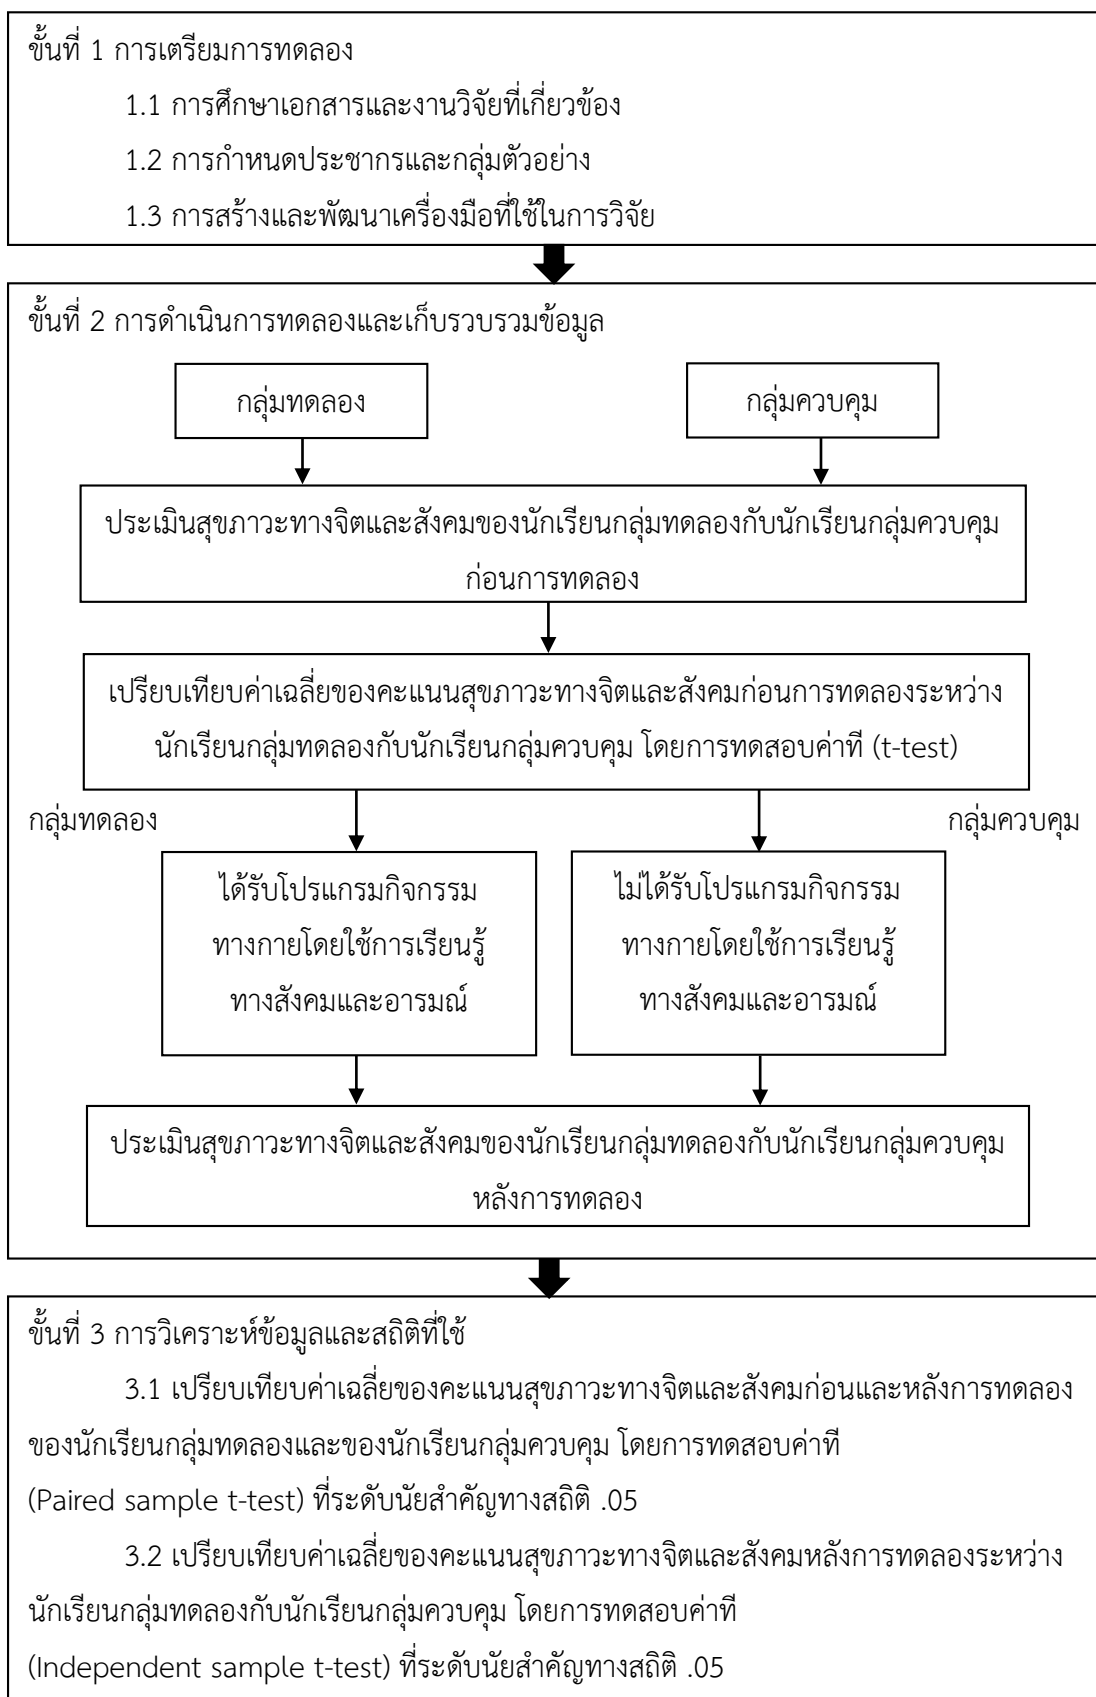 ขั้นที่ 1 การเตรียมการทดลอง
1.1 การศึกษาเอกสารและงานวิจัยที่เกี่ยวข้อง
1.2 การกำหนดประชากรและกลุ่มตัวอย่าง
1.3 การสร้างและพัฒนาเครื่องมือที่ใช้ในการวิจัย
ขั้นที่ 2 การดำเนินการทดลองและเก็บรวบรวมข้อมูล
กลุ่มทดลอง
กลุ่มควบคุม
ประเมินสุขภาวะทางจิตและสังคมของนักเรียนกลุ่มทดลองกับนักเรียนกลุ่มควบคุม
ก่อนการทดลอง
เปรียบเทียบค่าเฉลี่ยของคะแนนสุขภาวะทางจิตและสังคมก่อนการทดลองระหว่าง
นักเรียนกลุ่มทดลองกับนักเรียนกลุ่มควบคุม โดยการทดสอบค่าที (t-test)
กลุ่มทดลอง
กลุ่มควบคุม
ได้รับโปรแกรมกิจกรรม
ทางกายโดยใช้การเรียนรู้
ทางสังคมและอารมณ์
ไม่ได้รับโปรแกรมกิจกรรม
ทางกายโดยใช้การเรียนรู้
ทางสังคมและอารมณ์
ประเมินสุขภาวะทางจิตและสังคมของนักเรียนกลุ่มทดลองกับนักเรียนกลุ่มควบคุม
หลังการทดลอง
ขั้นที่ 3 การวิเคราะห์ข้อมูลและสถิติที่ใช้
3.1 เปรียบเทียบค่าเฉลี่ยของคะแนนสุขภาวะทางจิตและสังคมก่อนและหลังการทดลอง
ของนักเรียนกลุ่มทดลองและของนักเรียนกลุ่มควบคุม โดยการทดสอบค่าที
(Paired sample t-test) ที่ระดับนัยสำคัญทางสถิติ .05
3.2 เปรียบเทียบค่าเฉลี่ยของคะแนนสุขภาวะทางจิตและสังคมหลังการทดลองระหว่าง
นักเรียนกลุ่มทดลองกับนักเรียนกลุ่มควบคุม โดยการทดสอบค่าที
(Independent sample t-test) ที่ระดับนัยสำคัญทางสถิติ .05